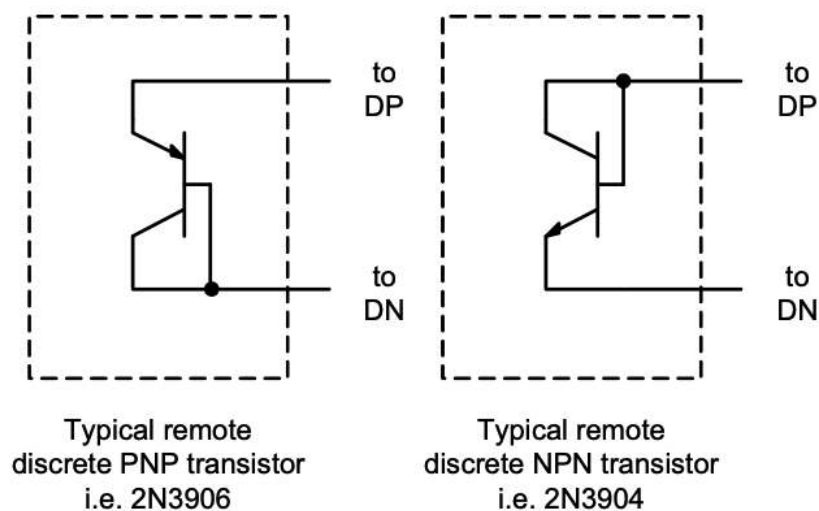 to
DP
to
DN
Typical remote
discrete PNP transistor
i.e. 2N3906
to
DP
to
DN
Typical remote
discrete NPN transistor
i.e. 2N3904